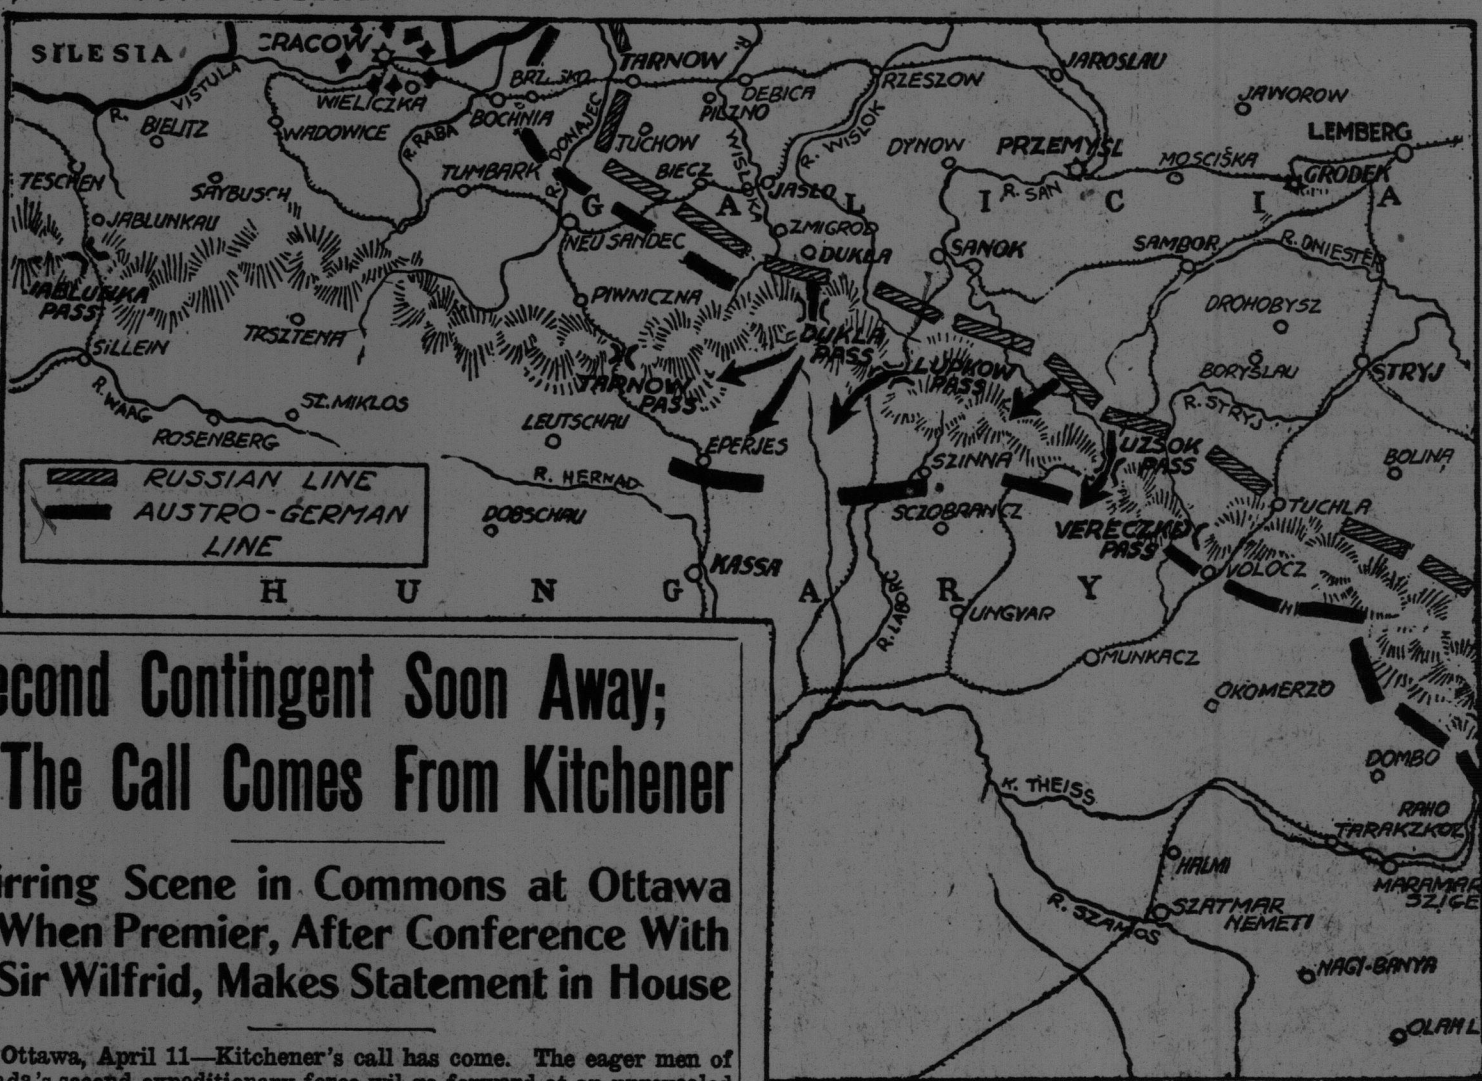 SILESIA
CRACOW
TARNOW
JAROSLAU
R. VISTULA
WIELICZKA
BOCHNIA
DEBICA
PILZNO
RZESZOW
JAWOROW
BIELITZ
WADOWICE
R. RABA
R. DONAJEC
TUCHOW
WISLOKA
R. WISLOK
DYNOW
PRZEMYSL
MOSCISKA
LEMBERG
GRODEK
TESCHEN
SAYBUSCH
TUMBARK
BIECZ
JASLO
R. SAN
G A L I C I A
JABLUNKAU
NEU SANDEC
ZMIGROD
DUKLA
SANOK
SAMBOR
R. DNIESTER
JABLUNKA
PASS
PIWNICZNA
DROHOBYSZ
TRSZTENA
DUKLA
PASS
SILLEIN
TARNOW
PASS
LUPKOW
PASS
BORYSLAU
STRYJ
R. WAAG
SZ. MIKLOS
LEUTSCHAU
R. STRYJ
ROSENBERG
EPERJES
SZINNA
UZSOK
PASS
BOLINA
RUSSIAN LINE
AUSTRO-GERMAN
LINE
R. HERNAD
DOBSCHAU
SCZOBRANCZ
TUCHLA
VERECZKE
PASS
KASSA
VOLOCZ
H U N G A R Y
R. LABORC
UNGVAR
MUNKACZ
OKOMERZO
DOMBO
K. THEISS
RAHO
TARAKZKOZ
HALMI
MARAMAR
SZIGE
R. SZAMOS
SZATMAR
NEMETI
NAGY-BANYA
OLAH L
econd Contingent Soon Away;
The Call Comes From Kitchener
irring Scene in Commons at Ottawa
When Premier, After Conference With
Sir Wilfrid, Makes Statement in House
Ottawa, April 11—Kitchener's call has come. The eager men of